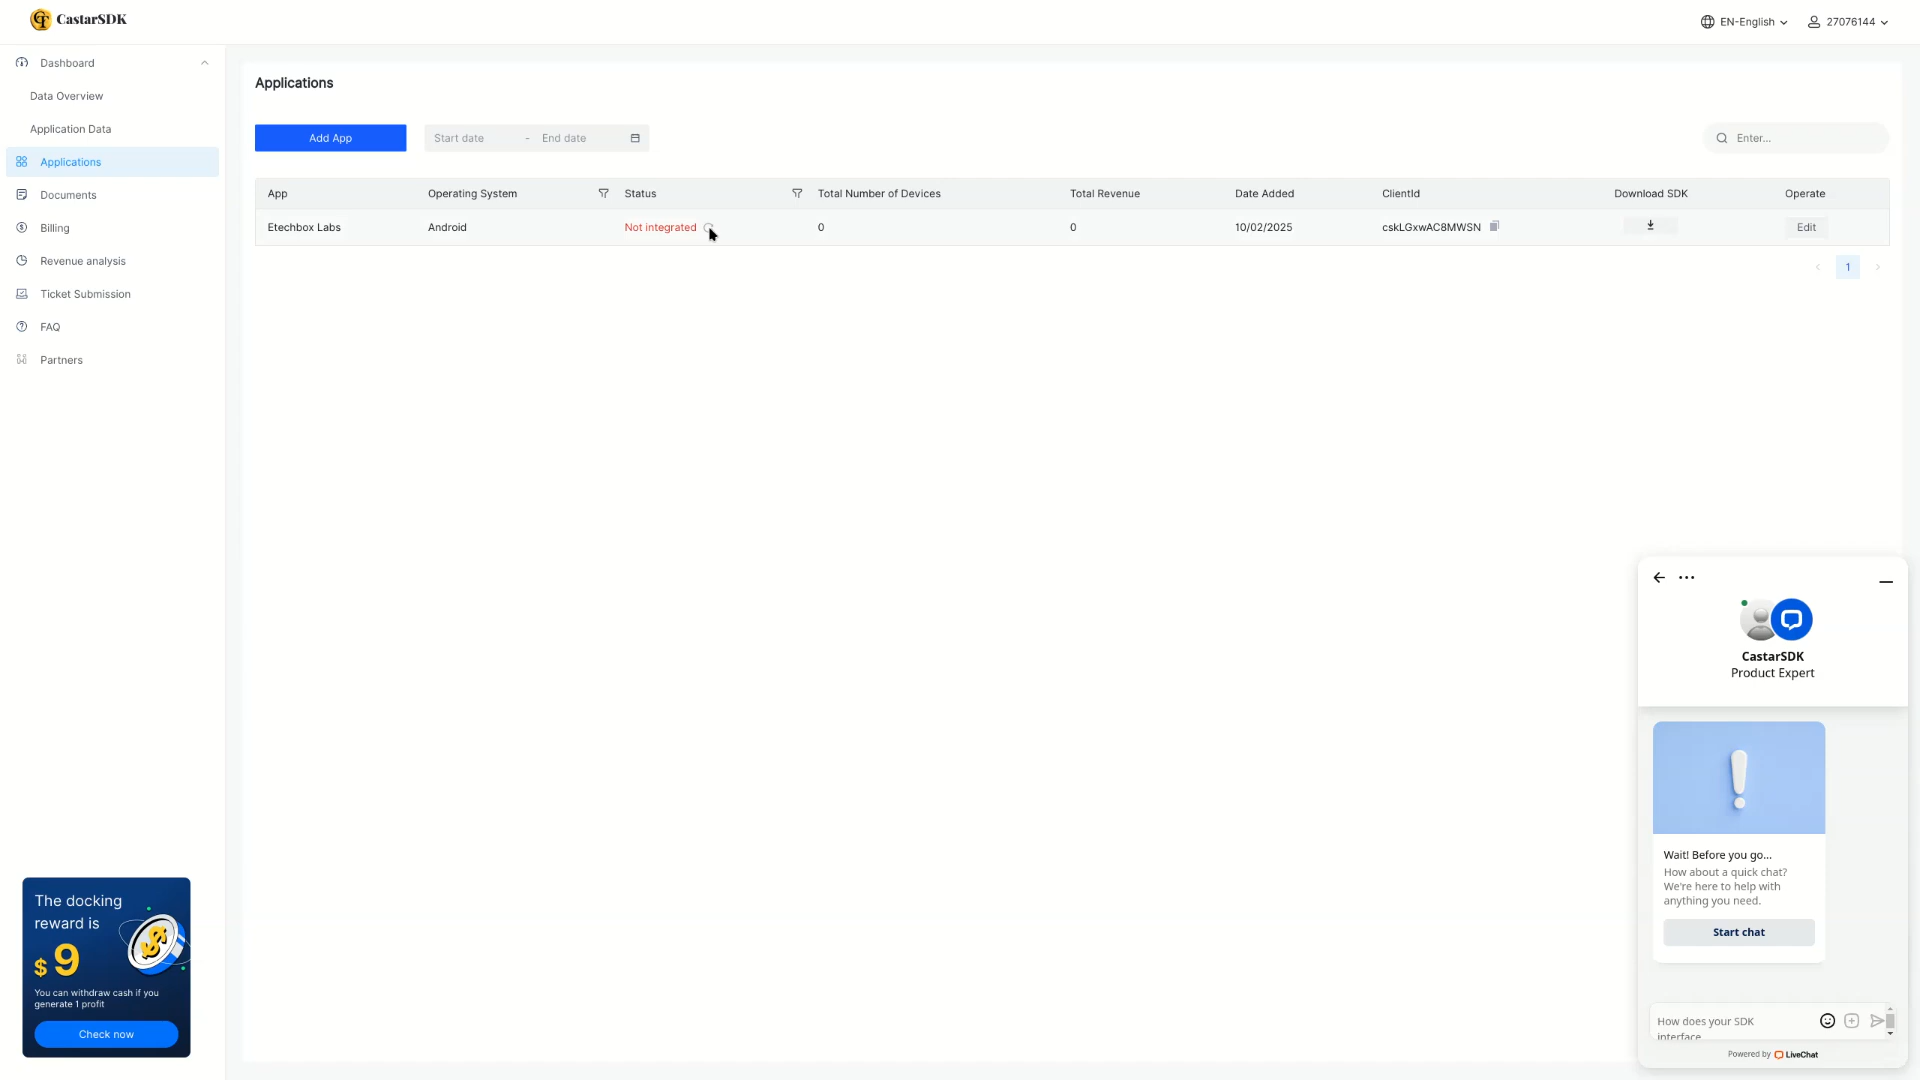 CastarSDK
EN-English
27076144
Dashboard
Data Overview
Application Data
Applications
Documents
Billing
Revenue analysis
Ticket Submission
FAQ
Partners
The docking
reward is
$ 9
You can withdraw cash if you
generate 1 profit
Check now
Applications
Add App
Start date - End date
Enter...
App Operating System Status Total Number of Devices Total Revenue Date Added ClientId Download SDK Operate
Etechbox Labs Android Not integrated 0 0 10/02/2025 cskLGxwAC8MWSN Edit
1
CastarSDK
Product Expert
Wait! Before you go...
How about a quick chat?
We're here to help with
anything you need.
Start chat
How does your SDK
interface
Powered by LiveChat